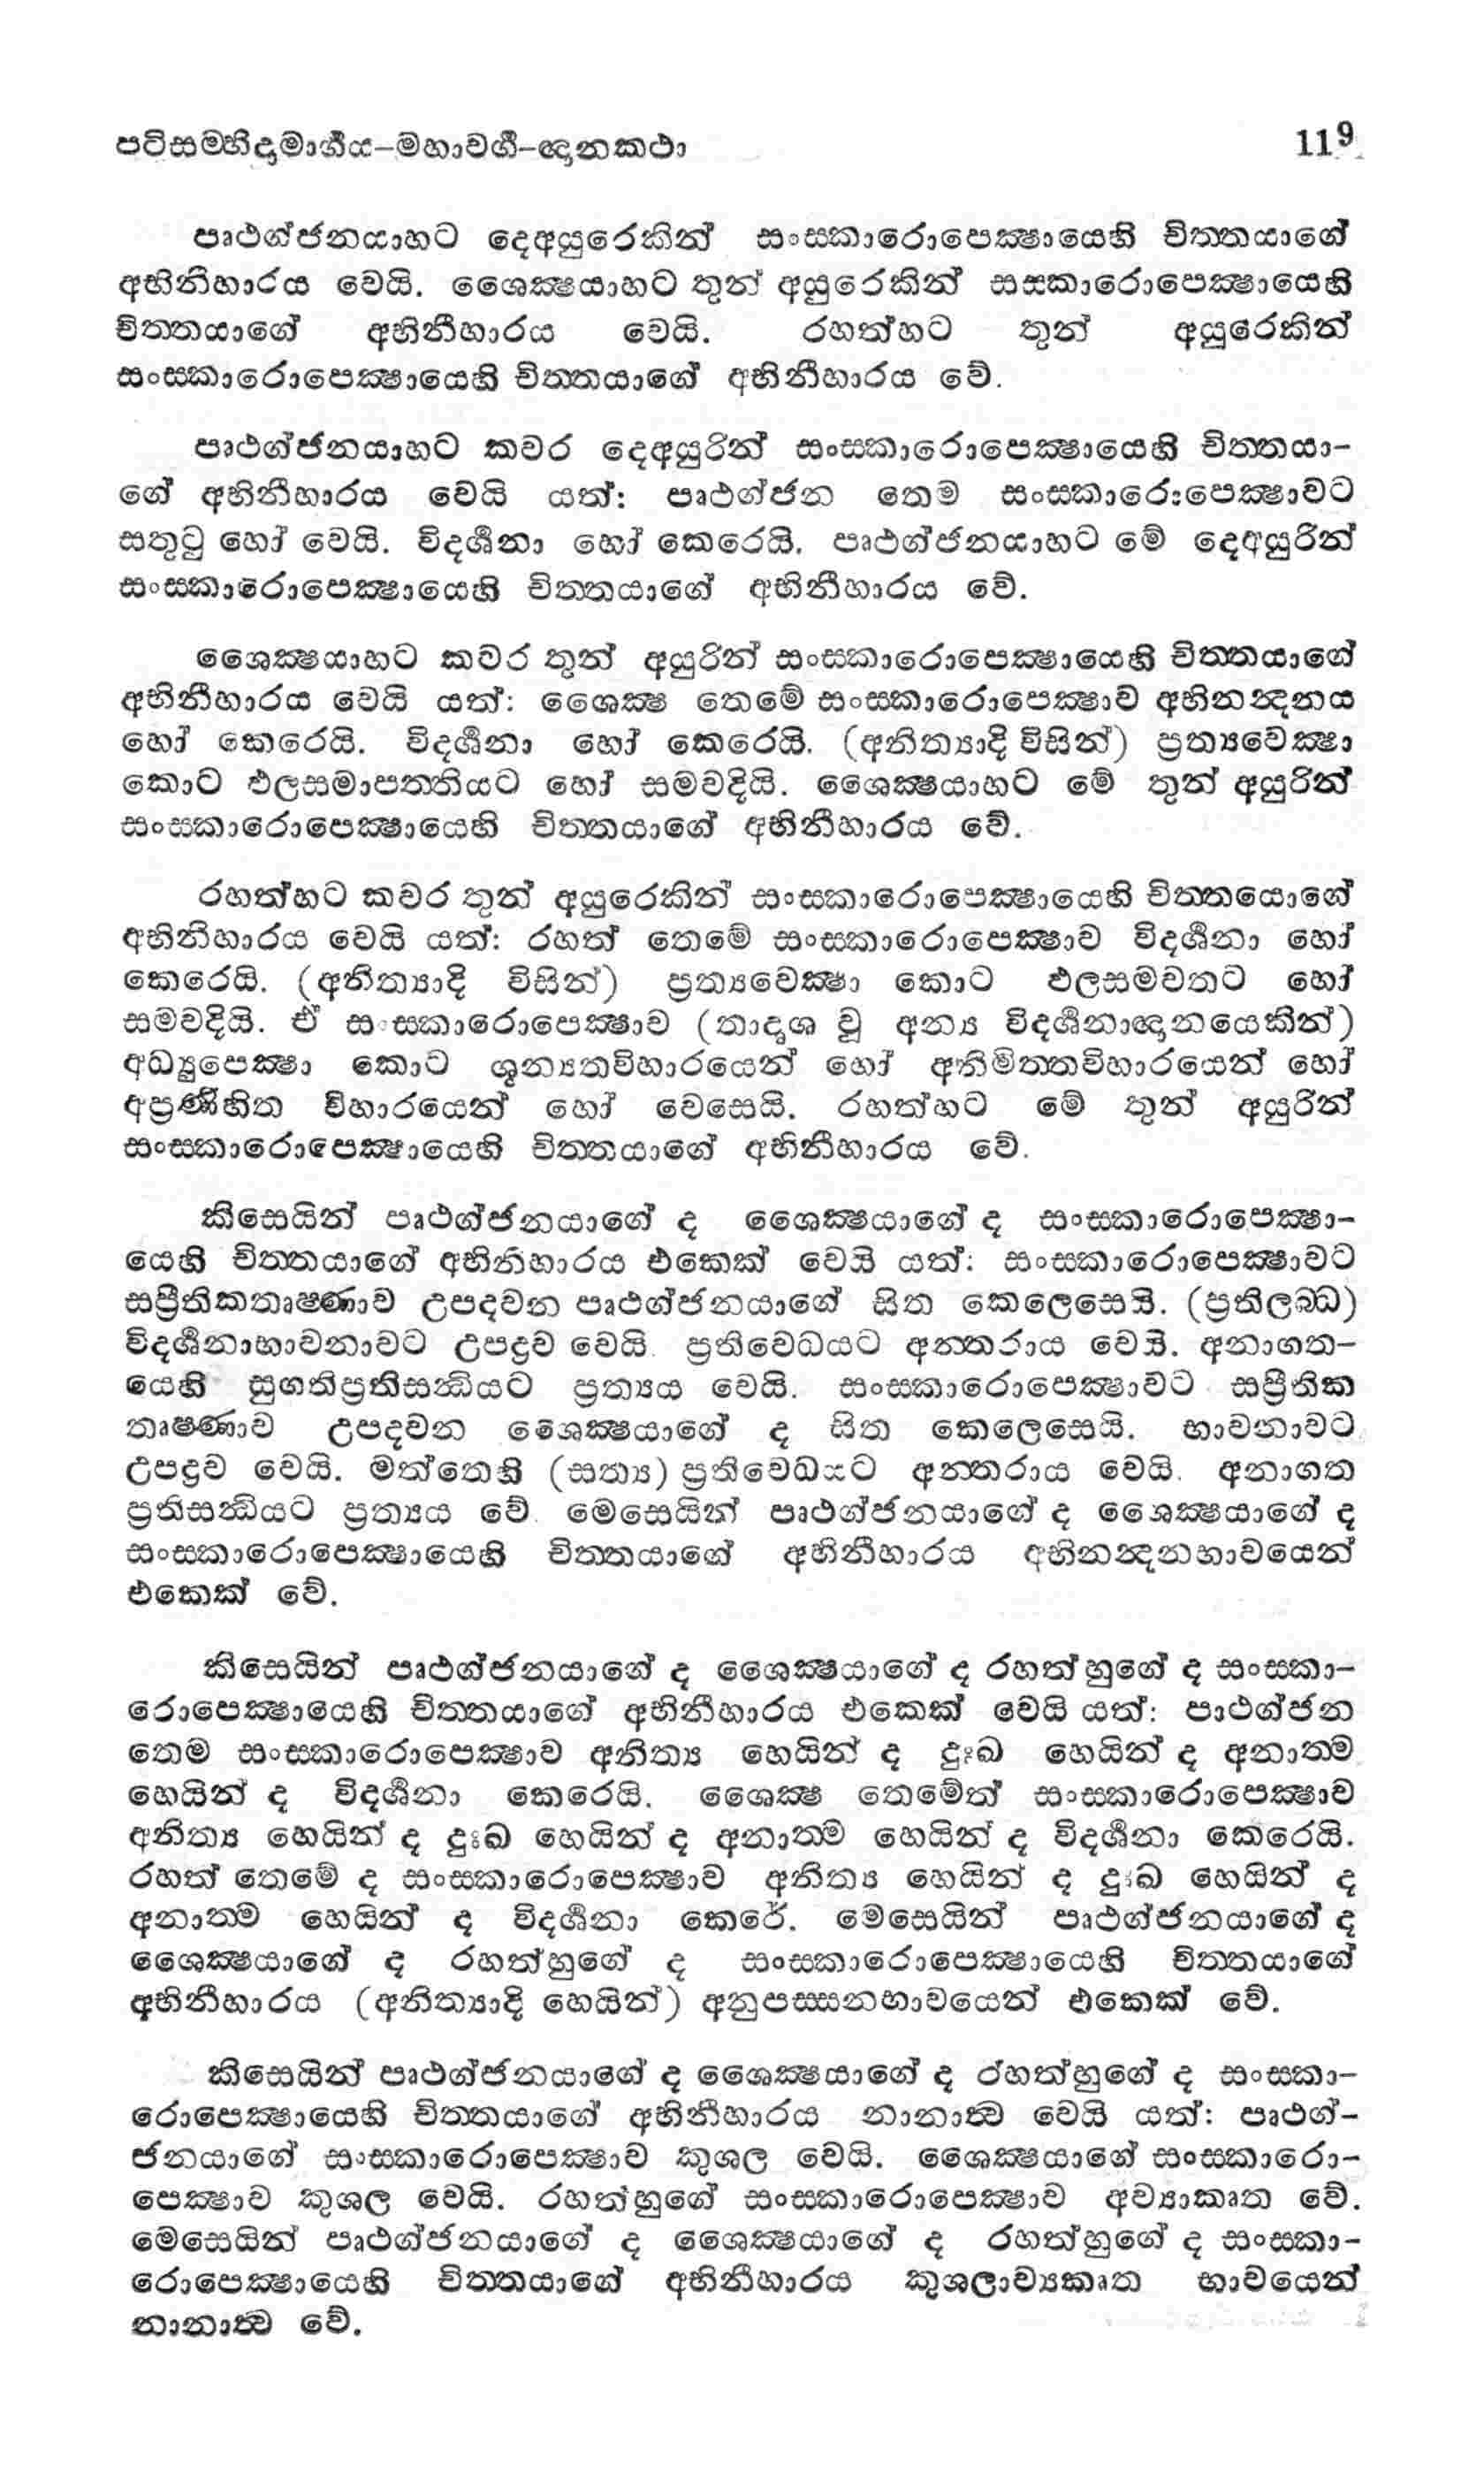 පටිසම්භිදාමාර්ගය–මහාවර්ග–ඥානකථා 119
පෘථග්ජනයාහට දෙඅයුරෙකින් සංස්කාරොපෙක්ෂායෙහි චිත්තයාගේ
අභිනීහාරය වෙයි. ශෛක්ෂයාහට තුන් අයුරෙකින් සංස්කාරොපෙක්ෂායෙහි
චිත්තයාගේ අභිනීහාරය වෙයි. රහත්හට තුන් අයුරෙකින්
සංස්කාරොපෙක්ෂායෙහි චිත්තයාගේ අභිනීහාරය වේ.
පෘථග්ජනයාහට කවර දෙඅයුරින් සංස්කාරොපෙක්ෂායෙහි චිත්තයා-
ගේ අභිනීහාරය වෙයි යත්: පෘථග්ජන තෙම සංස්කාරොපෙක්ෂාවට
සතුටු හෝ වෙයි. විදර්ශනා හෝ කෙරෙයි. පෘථග්ජනයාහට මේ දෙඅයුරින්
සංස්කාරොපෙක්ෂායෙහි චිත්තයාගේ අභිනීහාරය වේ.
ශෛක්ෂයාහට කවර තුන් අයුරින් සංස්කාරොපෙක්ෂායෙහි චිත්තයාගේ
අභිනීහාරය වෙයි යත්: ශෛක්ෂ තෙමේ සංස්කාරොපෙක්ෂාව අභිනන්දනය
හෝ කෙරෙයි. විදර්ශනා හෝ කෙරෙයි. (අනිත්‍යාදි විසින්) ප්‍රත්‍යවෙක්ෂා
කොට ඵලසමාපත්තියට හෝ සමවදියි. ශෛක්ෂයාහට මේ තුන් අයුරින්
සංස්කාරොපෙක්ෂායෙහි චිත්තයාගේ අභිනීහාරය වේ.
රහත්හට කවර තුන් අයුරෙකින් සංස්කාරොපෙක්ෂායෙහි චිත්තයොගේ
අභිනිහාරය වෙයි යත්: රහත් තෙමේ සංස්කාරොපෙක්ෂාව විදර්ශනා හෝ
කෙරෙයි. (අනිත්‍යාදි විසින්) ප්‍රත්‍යවෙක්ෂා කොට ඵලසමවතට හෝ
සමවදියි. ඒ සංස්කාරොපෙක්ෂාව (තාදෘශ වූ අන්‍ය විදර්ශනාඥානයෙකින්)
අධ්‍යුපෙක්ෂා කොට ශූන්‍යතවිහාරයෙන් හෝ අනිමිත්තවිහාරයෙන් හෝ
අප්‍රණිහිත විහාරයෙන් හෝ වෙසෙයි. රහත්හට මේ තුන් අයුරින්
සංස්කාරොපෙක්ෂායෙහි චිත්තයාගේ අභිනීහාරය වේ.
කිසෙයින් පෘථග්ජනයාගේ ද ශෛක්ෂයාගේ ද සංස්කාරොපෙක්ෂා-
යෙහි චිත්තයාගේ අභිනිහාරය එකෙක් වෙයි යත්: සංස්කාරොපෙක්ෂාවට
සප්‍රීතිකතෘෂ්ණාව උපදවන පෘථග්ජනයාගේ සිත කෙලෙසෙයි. (ප්‍රතිලබ්ධ)
විදර්ශනාභාවනාවට උපද්‍රව වෙයි. ප්‍රතිවෙධයට අන්තරාය වෙයි. අනාගත-
යෙහි සුගතිප්‍රතිසන්ධියට ප්‍රත්‍යය වෙයි. සංස්කාරොපෙක්ෂාවට සප්‍රීතික
තෘෂ්ණාව උපදවන ශෛක්ෂයාගේ ද සිත කෙලෙසෙයි. භාවනාවට
උපද්‍රව වෙයි. මත්තෙහි (සත්‍ය) ප්‍රතිවෙධයට අන්තරාය වෙයි. අනාගත
ප්‍රතිසන්ධියට ප්‍රත්‍යය වේ. මෙසෙයින් පෘථග්ජනයාගේ ද ශෛක්ෂයාගේ ද
සංස්කාරොපෙක්ෂායෙහි චිත්තයාගේ අභිනීහාරය අභිනන්දනභාවයෙන්
එකෙක් වේ.
කිසෙයින් පෘථග්ජනයාගේ ද ශෛක්ෂයාගේ ද රහත්හුගේ ද සංස්කා-
රොපෙක්ෂායෙහි චිත්තයාගේ අභිනීහාරය එකෙක් වෙයි යත්: පාථග්ජන
තෙම සංස්කාරොපෙක්ෂාව අනිත්‍ය හෙයින් ද දුඃඛ හෙයින් ද අනාත්ම
හෙයින් ද විදර්ශනා කෙරෙයි. ශෛක්ෂ තෙමේත් සංස්කාරොපෙක්ෂාව
අනිත්‍ය හෙයින් ද දුඃඛ හෙයින් ද අනාත්ම හෙයින් ද විදර්ශනා කෙරෙයි.
රහත් තෙමේ ද සංස්කාරොපෙක්ෂාව අනිත්‍ය හෙයින් ද දුඃඛ හෙයින් ද
අනාත්ම හෙයින් ද විදර්ශනා කෙරේ. මෙසෙයින් පෘථග්ජනයාගේ ද
ශෛක්ෂයාගේ ද රහත්හුගේ ද සංස්කාරොපෙක්ෂායෙහි චිත්තයාගේ
අභිනීහාරය (අනිත්‍යාදි හෙයින්) අනුපස්සනභාවයෙන් එකෙක් වේ.
කිසෙයින් පෘථග්ජනයාගේ ද ශෛක්ෂයාගේ ද රහත්හුගේ ද සංස්කා-
රොපෙක්ෂායෙහි චිත්තයාගේ අභිනීහාරය නානාත්ව වෙයි යත්: පෘථග්-
ජනයාගේ සංස්කාරොපෙක්ෂාව කුශල වෙයි. ශෛක්ෂයාගේ සංස්කාරො-
පෙක්ෂාව කුශල වෙයි. රහත්හුගේ සංස්කාරොපෙක්ෂාව අව්‍යාකෘත වේ.
මෙසෙයින් පෘථග්ජනයාගේ ද ශෛක්ෂයාගේ ද රහත්හුගේ ද සංස්කා-
රොපෙක්ෂායෙහි චිත්තයාගේ අභිනීහාරය කුශලාව්‍යකෘත භාවයෙන්
නානාත්ව වේ.